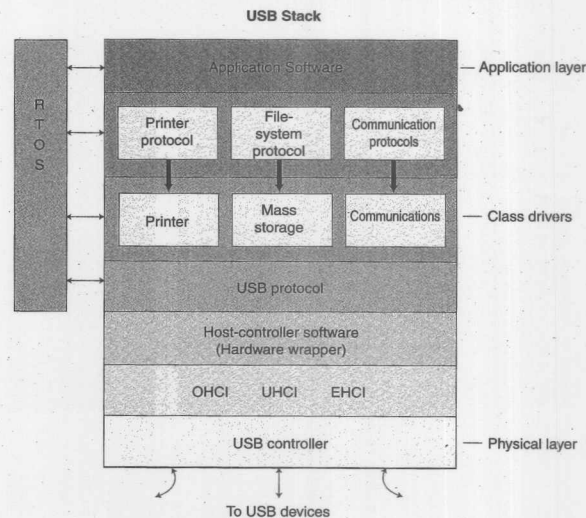 USB Stack
RTOS
Application Software
Application layer
Printer
protocol
File-
system
protocol
Communication
protocols
Printer
Mass
storage
Communications
Class drivers
USB protocol
Host-controller software
(Hardware wrapper)
OHCI UHCI EHCI
USB controller
Physical layer
To USB devices